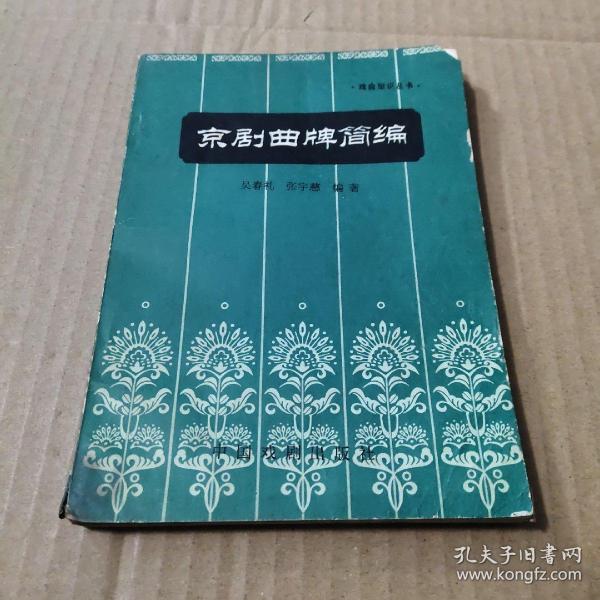 ·戏曲知识丛书·
京剧曲牌简编
吴春礼 张宇慈 编著
中国戏剧出版社
孔夫子旧书网
www.kongfz.com